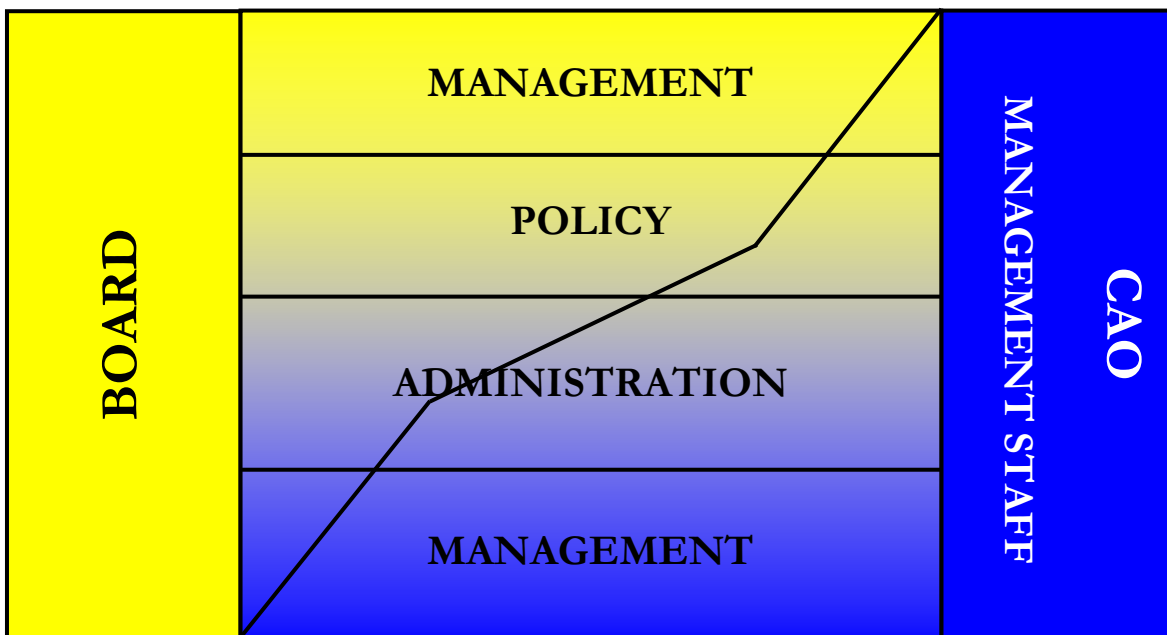 BOARD
MANAGEMENT
POLICY
ADMINISTRATION
MANAGEMENT
MANAGEMENT STAFF
CAO